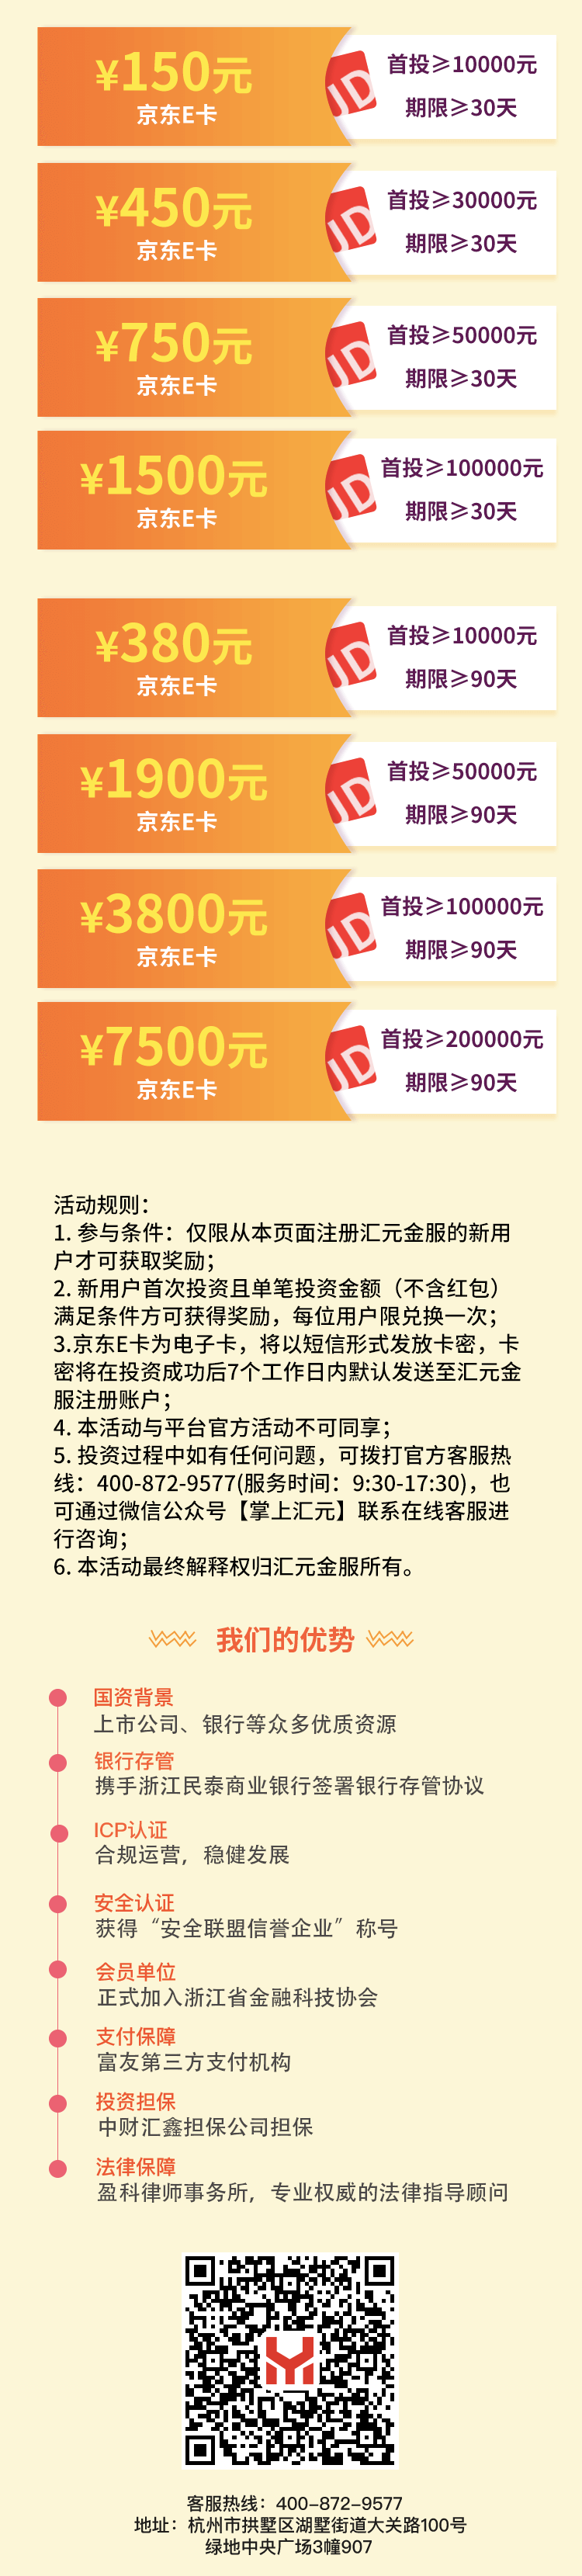 ¥150元
京东E卡
JD
首投≥10000元
期限≥30天
¥450元
京东E卡
JD
首投≥30000元
期限≥30天
¥750元
京东E卡
JD
首投≥50000元
期限≥30天
¥1500元
京东E卡
JD
首投≥100000元
期限≥30天
¥380元
京东E卡
JD
首投≥10000元
期限≥90天
¥1900元
京东E卡
JD
首投≥50000元
期限≥90天
¥3800元
京东E卡
JD
首投≥100000元
期限≥90天
¥7500元
京东E卡
JD
首投≥200000元
期限≥90天
活动规则：
1. 参与条件：仅限从本页面注册汇元金服的新用
户才可获取奖励；
2. 新用户首次投资且单笔投资金额（不含红包）
满足条件方可获得奖励，每位用户限兑换一次；
3.京东E卡为电子卡，将以短信形式发放卡密，卡
密将在投资成功后7个工作日内默认发送至汇元金
服注册账户；
4. 本活动与平台官方活动不可同享；
5. 投资过程中如有任何问题，可拨打官方客服热
线：400-872-9577(服务时间：9:30-17:30)，也
可通过微信公众号【掌上汇元】联系在线客服进
行咨询；
6. 本活动最终解释权归汇元金服所有。
我们的优势
国资背景
上市公司、银行等众多优质资源
银行存管
携手浙江民泰商业银行签署银行存管协议
ICP认证
合规运营，稳健发展
安全认证
获得“安全联盟信誉企业”称号
会员单位
正式加入浙江省金融科技协会
支付保障
富友第三方支付机构
投资担保
中财汇鑫担保公司担保
法律保障
盈科律师事务所，专业权威的法律指导顾问
客服热线：400-872-9577
地址：杭州市拱墅区湖墅街道大关路100号
绿地中央广场3幢907